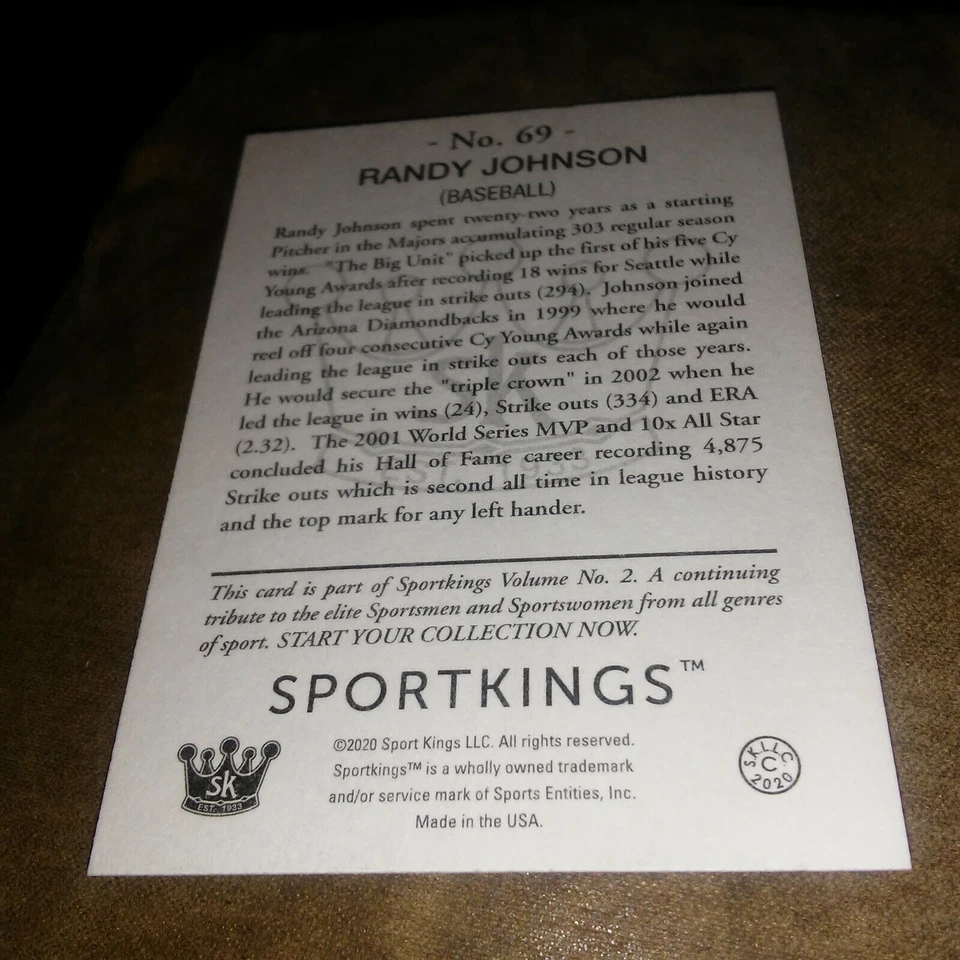 - No. 69 -
RANDY JOHNSON
(BASEBALL)
Randy Johnson spent twenty-two years as a starting
Pitcher in the Majors accumulating 303 regular season
wins. "The Big Unit" picked up the first of his five Cy
Young Awards after recording 18 wins for Seattle while
leading the league in strike outs (294). Johnson joined
the Arizona Diamondbacks in 1999 where he would
reel off four consecutive Cy Young Awards while again
leading the league in strike outs each of those years.
He would secure the "triple crown" in 2002 when he
led the league in wins (24), Strike outs (334) and ERA
(2.32). The 2001 World Series MVP and 10x All Star
concluded his Hall of Fame career recording 4,875
Strike outs which is second all time in league history
and the top mark for any left hander.
This card is part of Sportkings Volume No. 2. A continuing
tribute to the elite Sportsmen and Sportswomen from all genres
of sport. START YOUR COLLECTION NOW.
SPORTKINGS™
©2020 Sport Kings LLC. All rights reserved.
Sportkings™ is a wholly owned trademark
and/or service mark of Sports Entities, Inc.
Made in the USA.
sk
EST. 1933
S.K.L.L.C.
C
2020